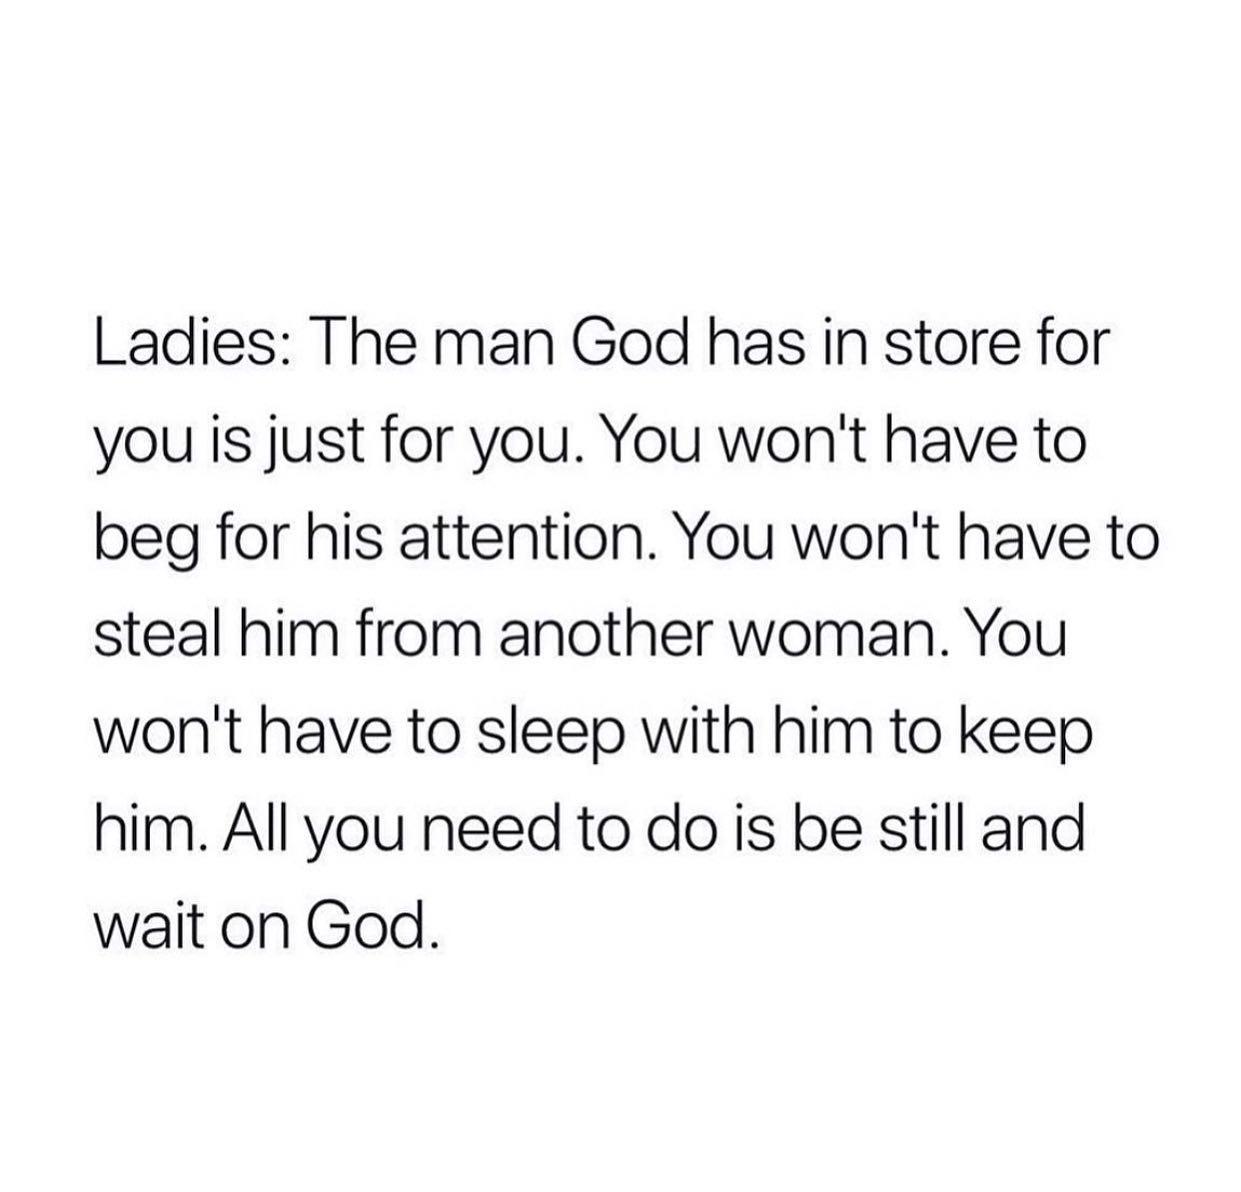 Ladies: The man God has in store for
you is just for you. You won't have to
beg for his attention. You won't have to
steal him from another woman. You
won't have to sleep with him to keep
him. All you need to do is be still and
wait on God.